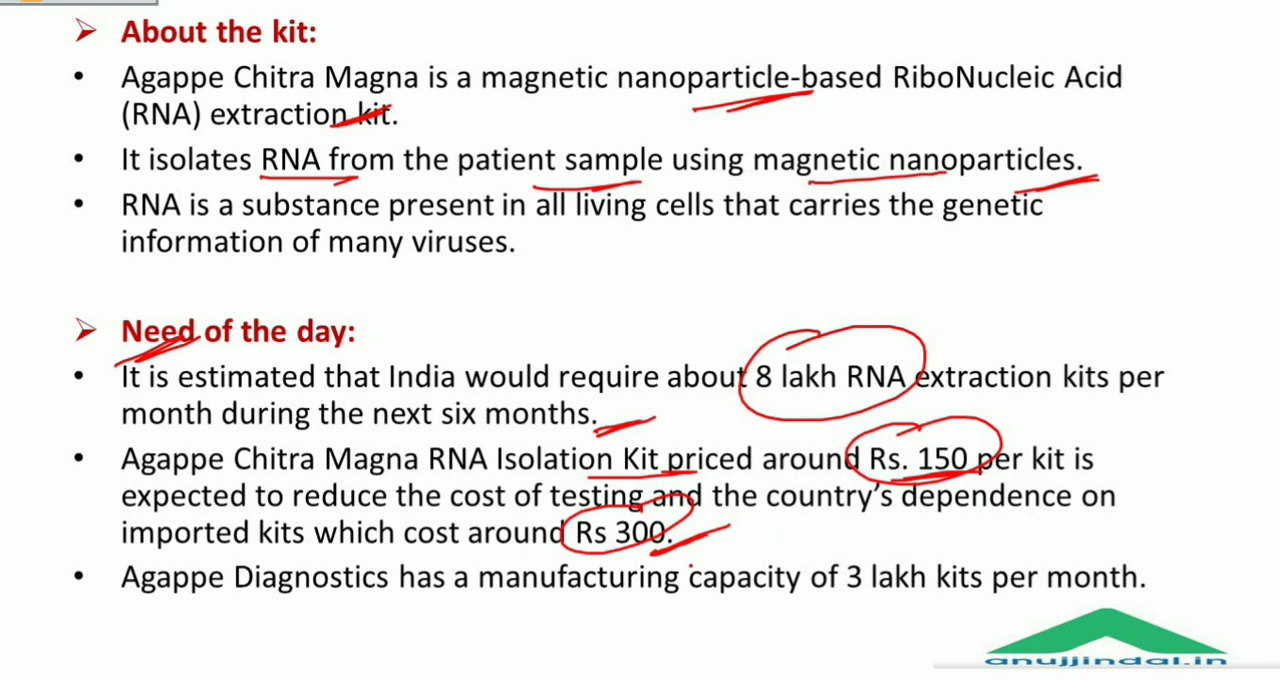 About the kit:
• Agappe Chitra Magna is a magnetic nanoparticle-based RiboNucleic Acid
(RNA) extraction kit.
• It isolates RNA from the patient sample using magnetic nanoparticles.
• RNA is a substance present in all living cells that carries the genetic
information of many viruses.
Need of the day:
• It is estimated that India would require about 8 lakh RNA extraction kits per
month during the next six months.
• Agappe Chitra Magna RNA Isolation Kit priced around Rs. 150 per kit is
expected to reduce the cost of testing and the country’s dependence on
imported kits which cost around Rs 300.
• Agappe Diagnostics has a manufacturing capacity of 3 lakh kits per month.
anujjindal.in